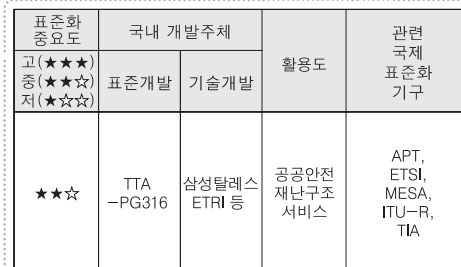 표준화
중요도
국내 개발주체
활용도
관련
국제
표준화
기구
고(★★★)
중(★★☆)
저(★☆☆)
표준개발
기술개발
★★☆
TTA
-PG316
삼성탈레스
ETRI 등
공공안전
재난구조
서비스
APT,
ETSI,
MESA,
ITU-R,
TIA